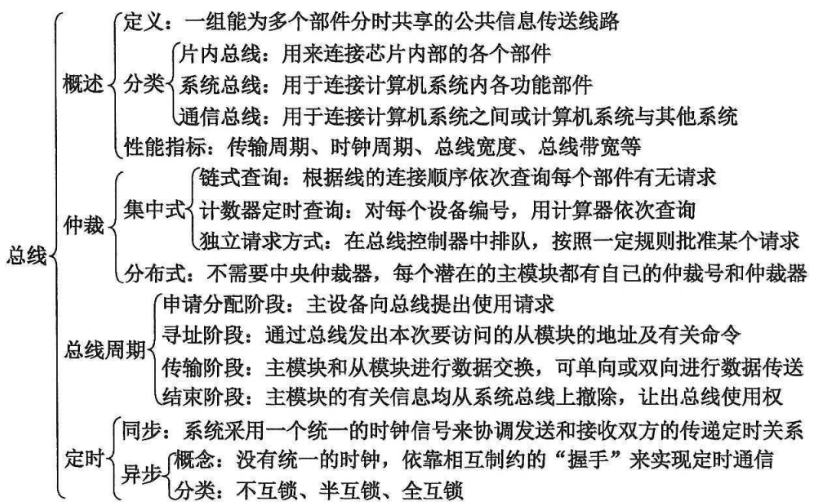 总线
概述
定义：一组能为多个部件分时共享的公共信息传送线路
分类
片内总线：用来连接芯片内部的各个部件
系统总线：用于连接计算机系统内各功能部件
通信总线：用于连接计算机系统之间或计算机系统与其他系统
性能指标：传输周期、时钟周期、总线宽度、总线带宽等
仲裁
集中式
链式查询：根据线的连接顺序依次查询每个部件有无请求
计数器定时查询：对每个设备编号，用计算器依次查询
独立请求方式：在总线控制器中排队，按照一定规则批准某个请求
分布式：不需要中央仲裁器，每个潜在的主模块都有自己的仲裁号和仲裁器
总线周期
申请分配阶段：主设备向总线提出使用请求
寻址阶段：通过总线发出本次要访问的从模块的地址及有关命令
传输阶段：主模块和从模块进行数据交换，可单向或双向进行数据传送
结束阶段：主模块的有关信息均从系统总线上撤除，让出总线使用权
定时
同步：系统采用一个统一的时钟信号来协调发送和接收双方的传递定时关系
异步
概念：没有统一的时钟，依靠相互制约的“握手”来实现定时通信
分类：不互锁、半互锁、全互锁